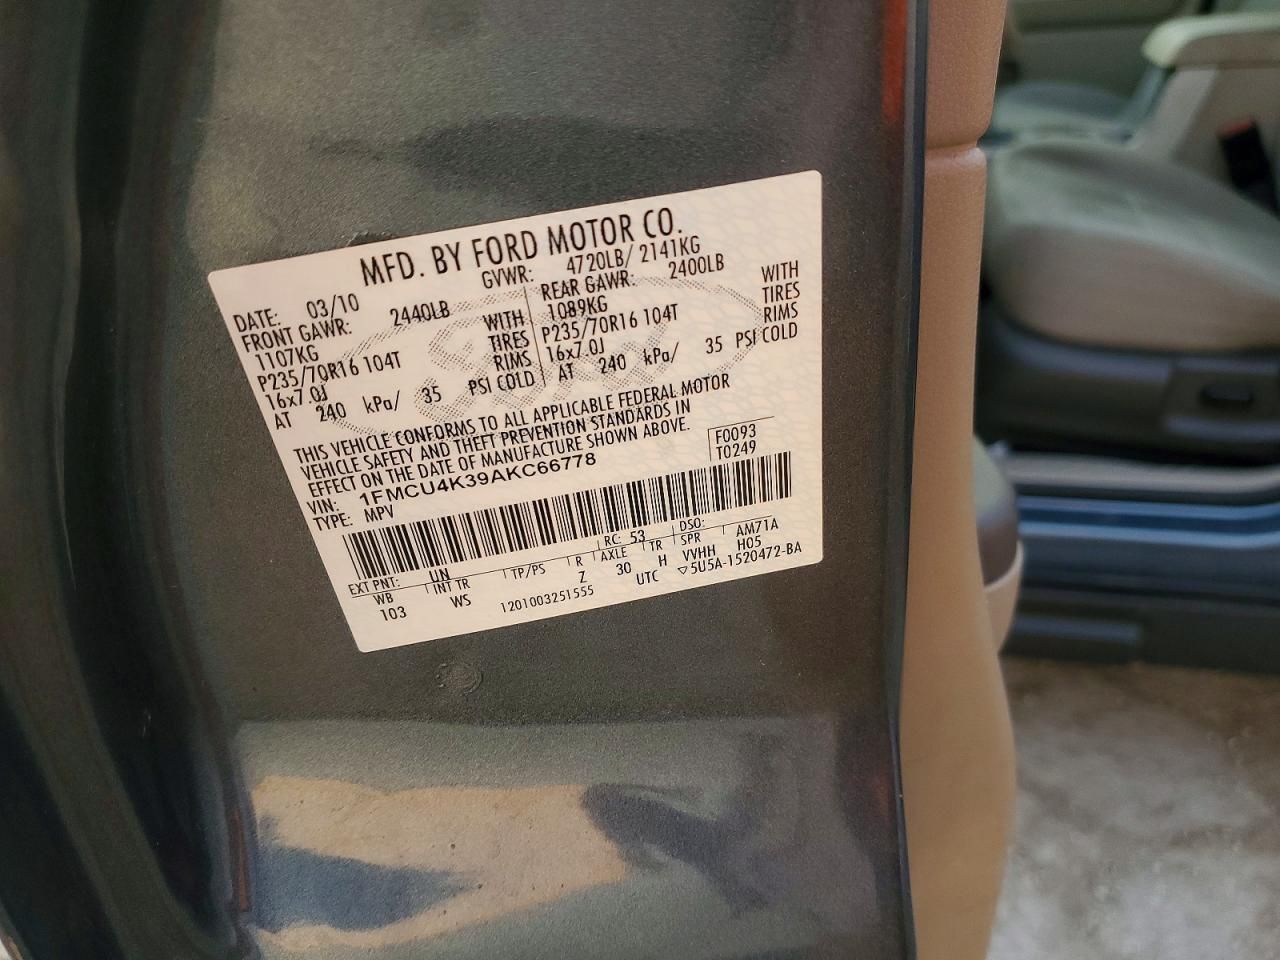 MFD. BY FORD MOTOR CO.
DATE: 03/10 GVWR: 4720LB/ 2141KG
FRONT GAWR: 2440LB REAR GAWR: 2400LB
1107KG WITH 1089KG WITH
P235/70R16 104T TIRES P235/70R16 104T TIRES
16x7.0J RIMS 16x7.0J RIMS
AT 240 kPa/ 35 PSI COLD AT 240 kPa/ 35 PSI COLD
THIS VEHICLE CONFORMS TO ALL APPLICABLE FEDERAL MOTOR
VEHICLE SAFETY AND THEFT PREVENTION STANDARDS IN
EFFECT ON THE DATE OF MANUFACTURE SHOWN ABOVE.
F0093
T0249
VIN: 1FMCU4K39AKC66778
TYPE: MPV
EXT PNT: UN RC: 53 DSO:
WB INT TR TP/PS R AXLE TR SPR AM71A
103 WS Z 30 H VVHH H05
1201003251555 UTC ▽5U5A-1520472-BA